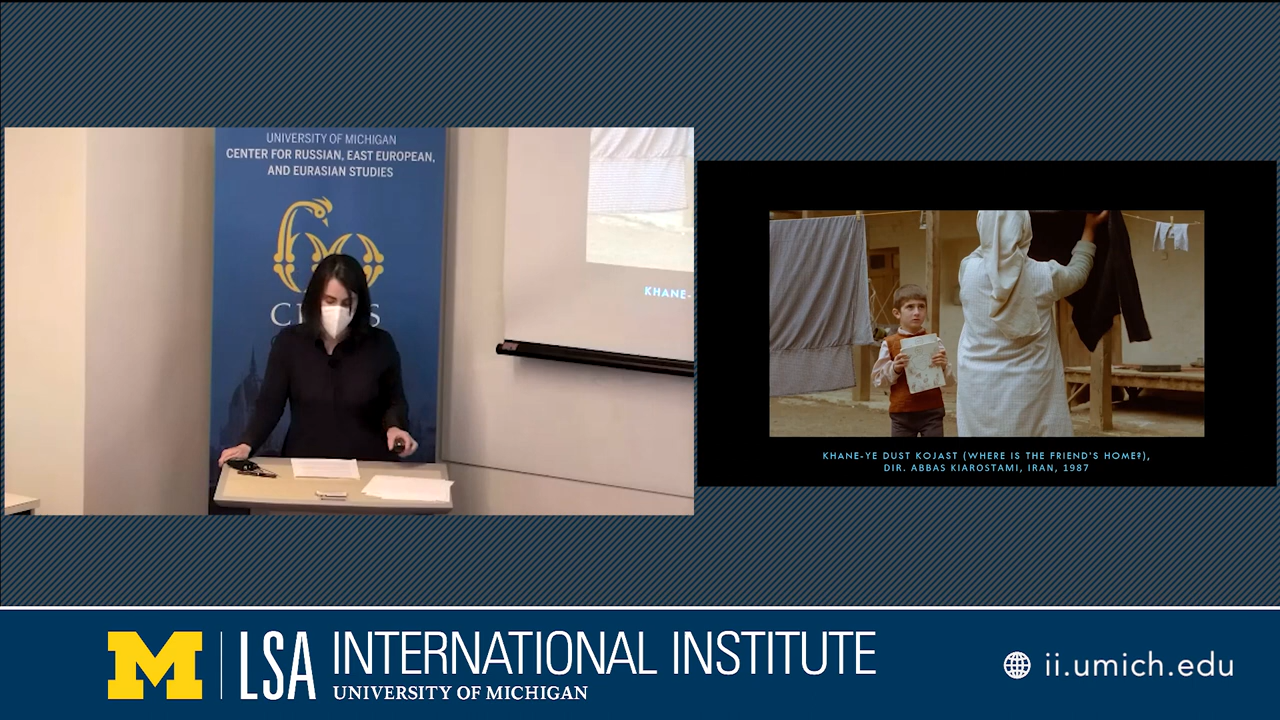 UNIVERSITY OF MICHIGAN
CENTER FOR RUSSIAN, EAST EUROPEAN,
AND EURASIAN STUDIES
60
KHANE-
KHANE-YE DUST KOJAST (WHERE IS THE FRIEND'S HOME?),
DIR. ABBAS KIAROSTAMI, IRAN, 1987
M
LSA
INTERNATIONAL INSTITUTE
UNIVERSITY OF MICHIGAN
ii.umich.edu